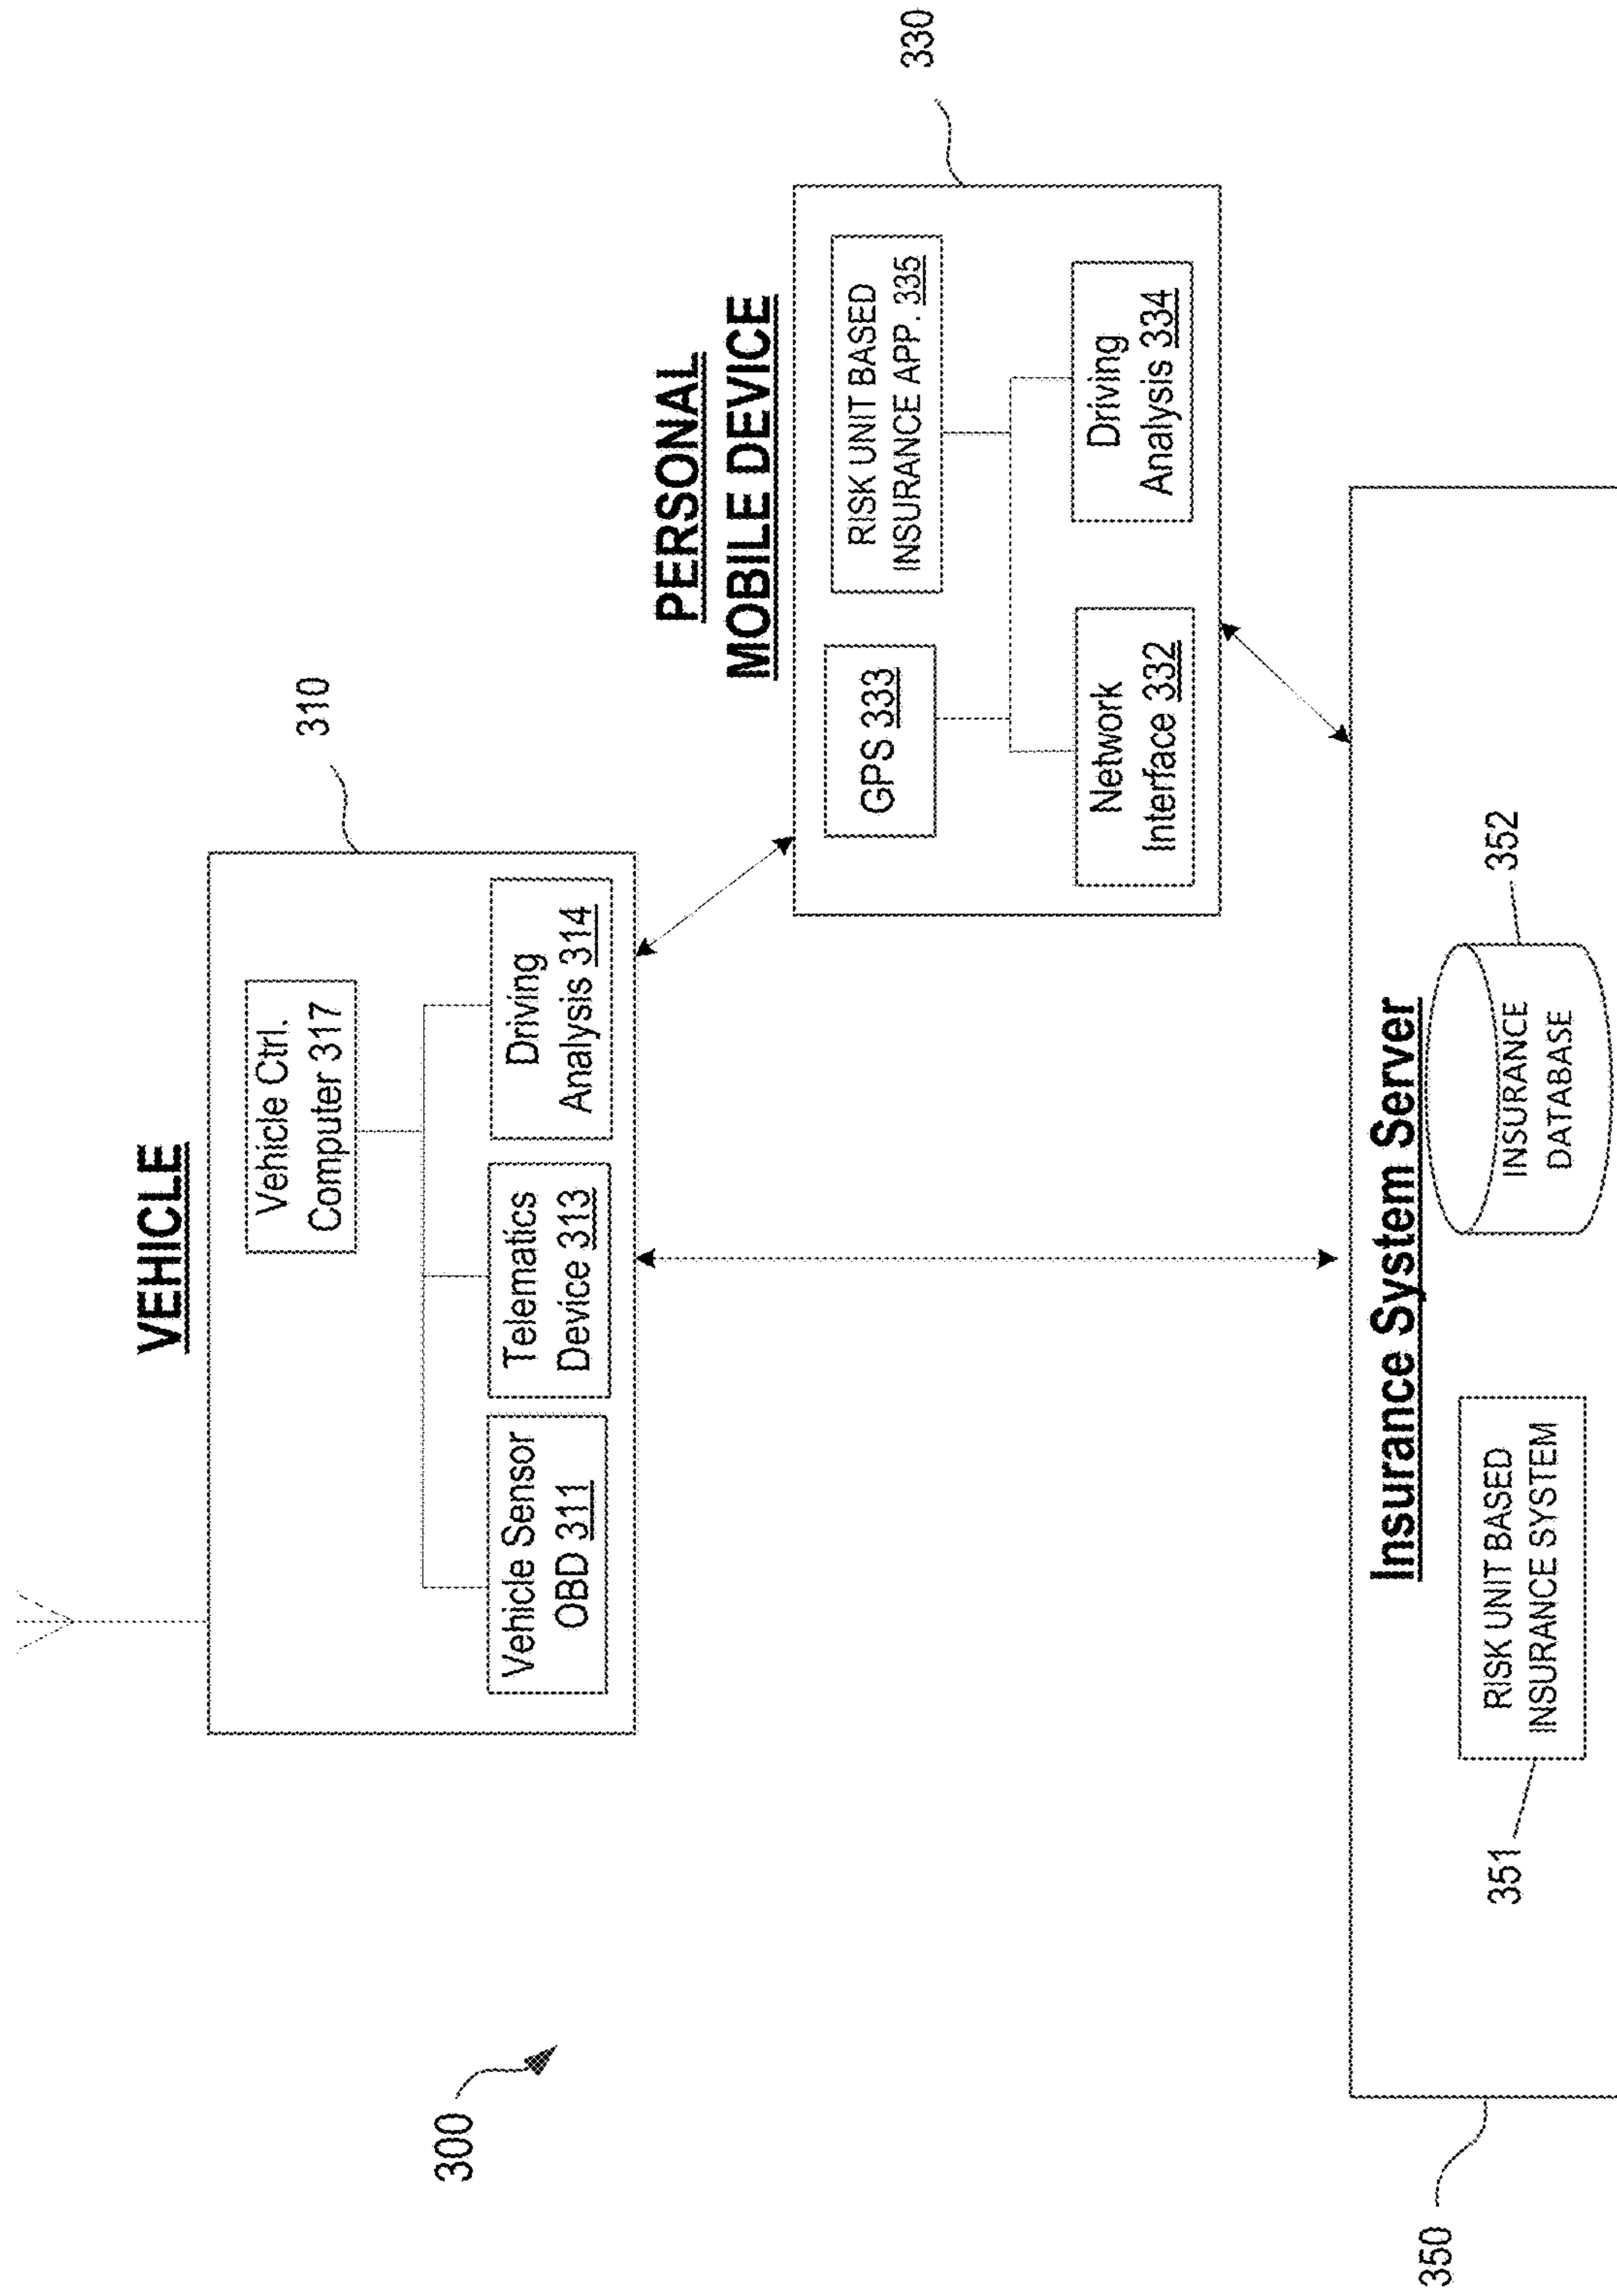 300
VEHICLE
310
Vehicle Ctrl.
Computer 317
Vehicle Sensor
OBD 311
Telematics
Device 313
Driving
Analysis 314
PERSONAL
MOBILE DEVICE
330
GPS 333
RISK UNIT BASED
INSURANCE APP. 335
Network
Interface 332
Driving
Analysis 334
350
Insurance System Server
351
RISK UNIT BASED
INSURANCE SYSTEM
352
INSURANCE
DATABASE